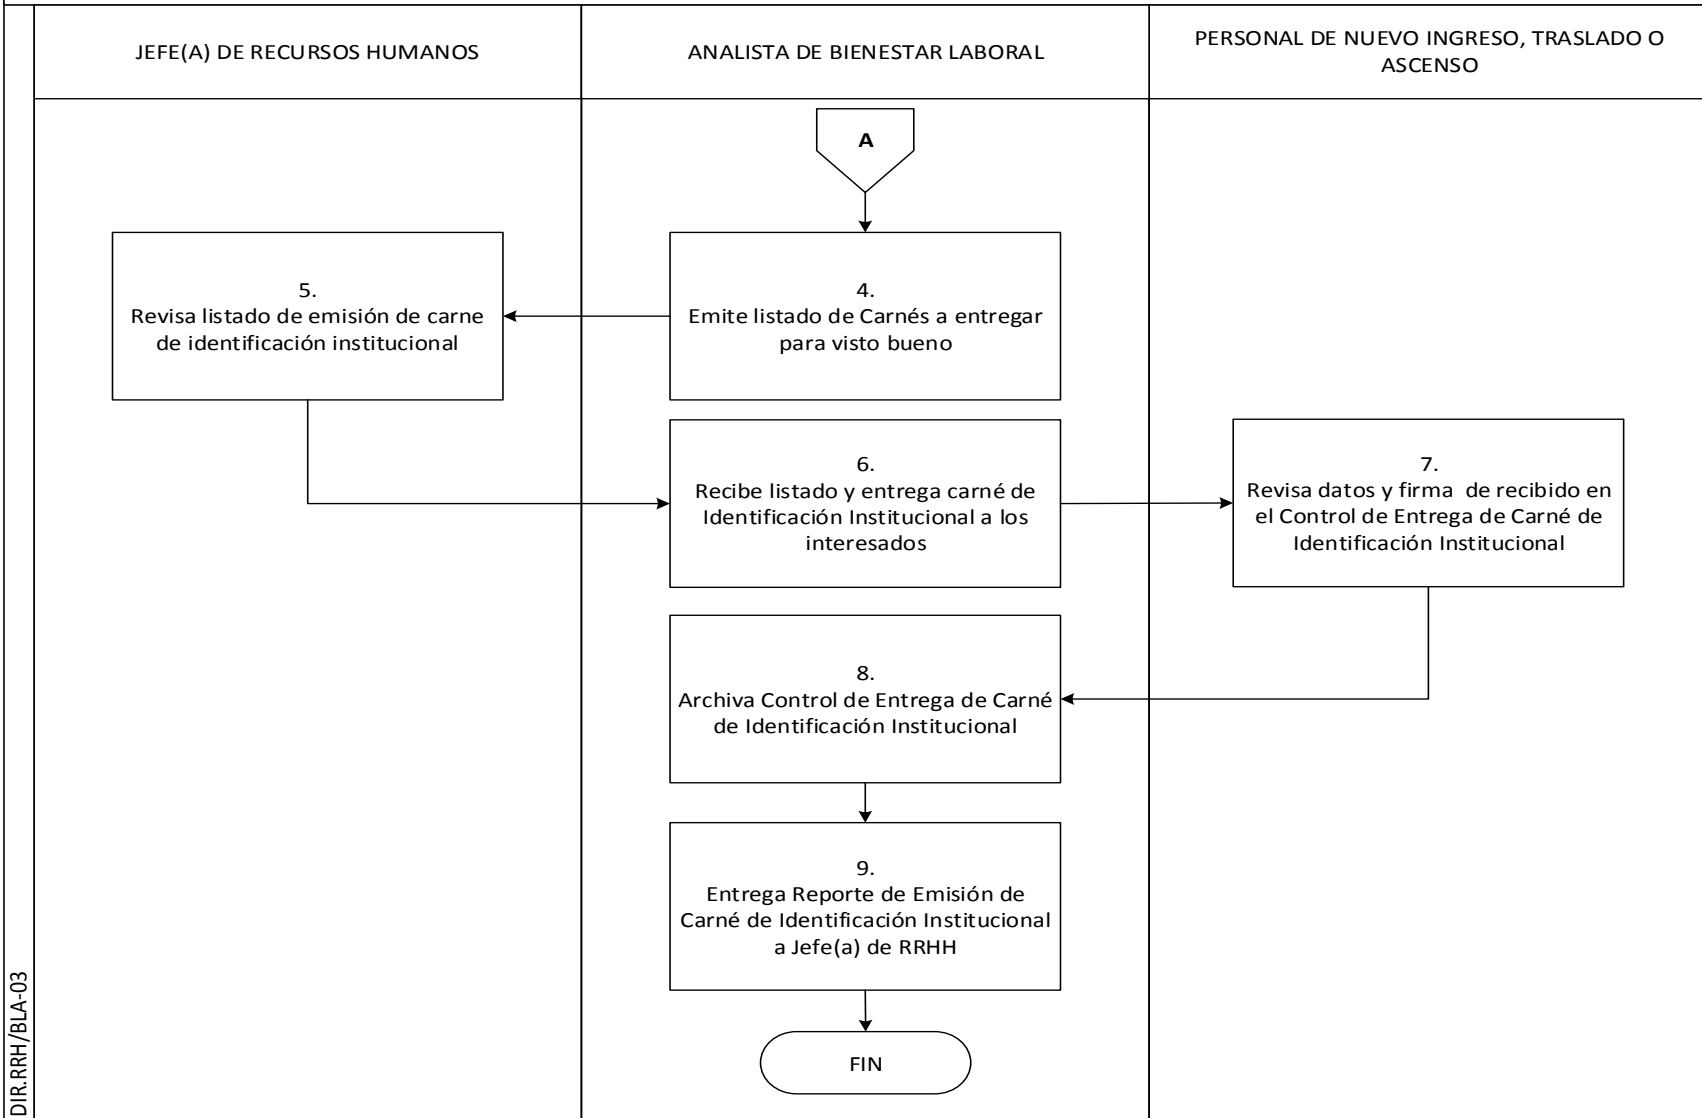 JEFE(A) DE RECURSOS HUMANOS
ANALISTA DE BIENESTAR LABORAL
PERSONAL DE NUEVO INGRESO, TRASLADO O
ASCENSO
A
4.
Emite listado de Carnés a entregar
para visto bueno
5.
Revisa listado de emisión de carne
de identificación institucional
6.
Recibe listado y entrega carné de
Identificación Institucional a los
interesados
7.
Revisa datos y firma de recibido en
el Control de Entrega de Carné de
Identificación Institucional
8.
Archiva Control de Entrega de Carné
de Identificación Institucional
9.
Entrega Reporte de Emisión de
Carné de Identificación Institucional
a Jefe(a) de RRHH
FIN
DIR.RRH/BLA-03